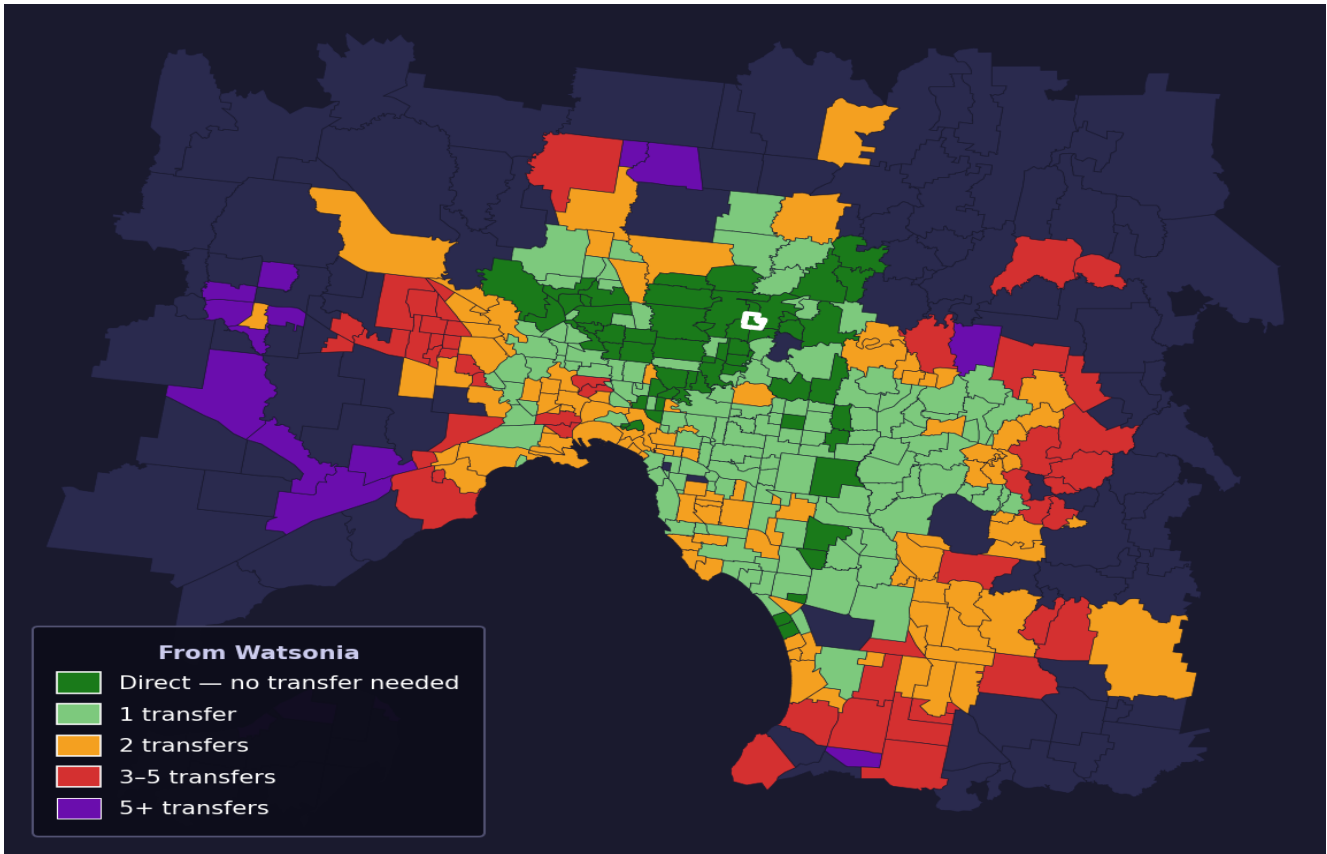 From Watsonia
Direct — no transfer needed
1 transfer
2 transfers
3–5 transfers
5+ transfers